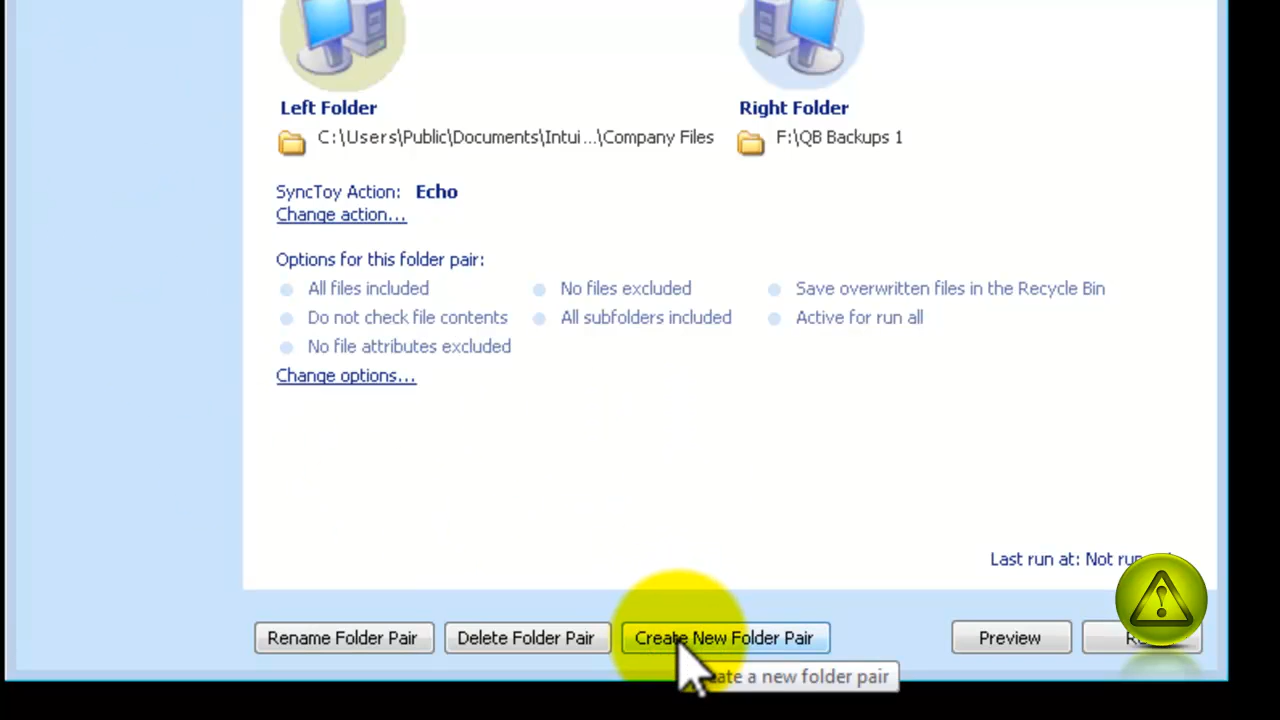 Left Folder
Right Folder
C:\Users\Public\Documents\Intui...\Company Files
F:\QB Backups 1
SyncToy Action: Echo
Change action...
Options for this folder pair:
All files included
No files excluded
Save overwritten files in the Recycle Bin
Do not check file contents
All subfolders included
Active for run all
No file attributes excluded
Change options...
Last run at: Not run
Rename Folder Pair
Delete Folder Pair
Create New Folder Pair
Preview
a new folder pair